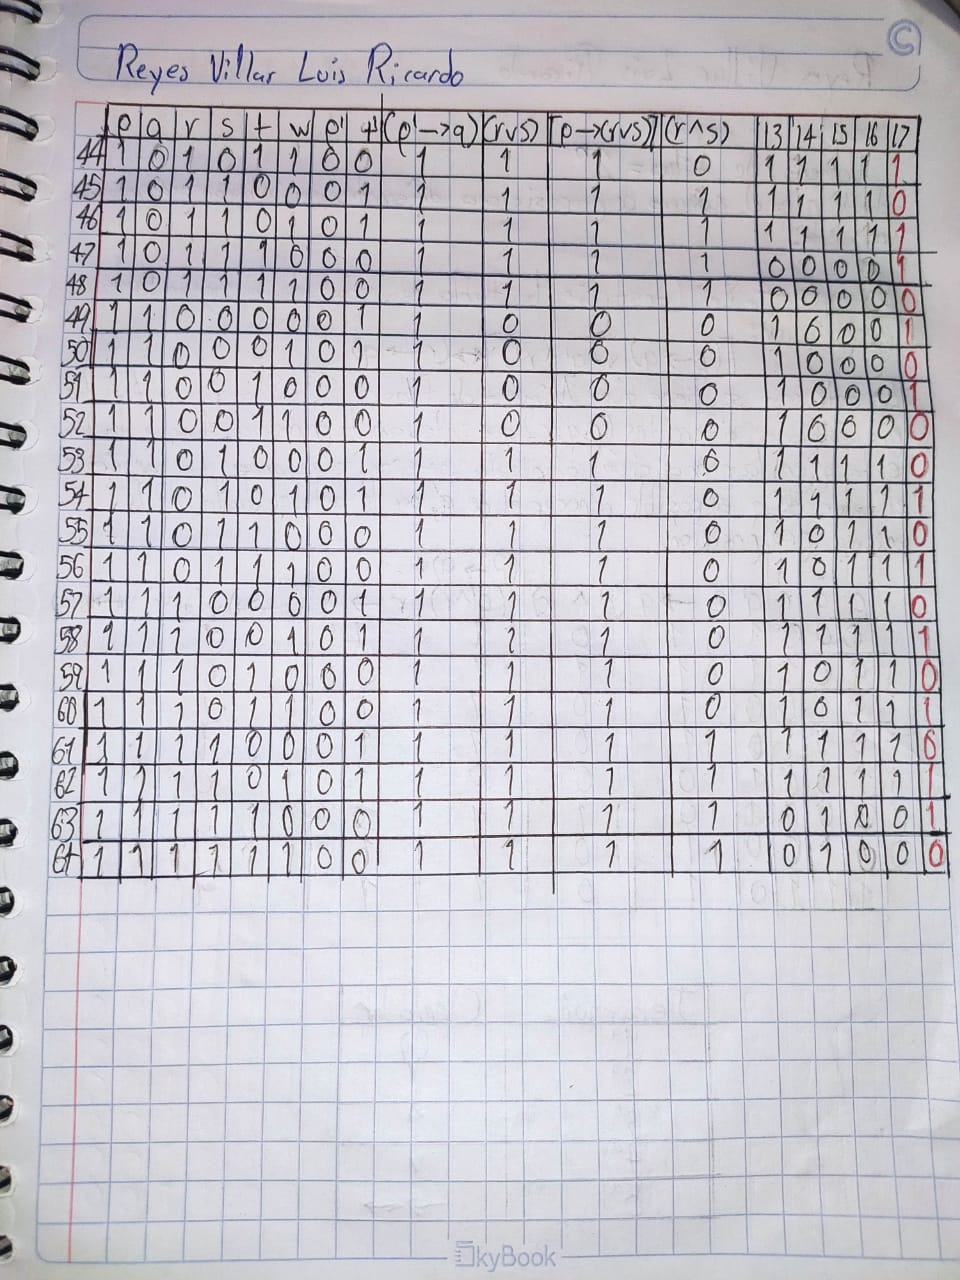 Reyes Villar Luis Ricardo
p q r s t w p' t' (p'→q) (r∨s) [p→(r∨s)] (r∧s) 13 14 15 16 17
44 1 0 1 0 1 1 0 0 1 1 1 0 1 1 1 1 1
45 1 0 1 1 0 0 0 1 1 1 1 1 1 1 1 1 0
46 1 0 1 1 0 1 0 1 1 1 1 1 1 1 1 1 1
47 1 0 1 1 1 0 0 0 1 1 1 1 0 0 0 0 1
48 1 0 1 1 1 1 0 0 1 1 1 1 0 0 0 0 0
49 1 1 0 0 0 0 0 1 1 0 0 0 1 0 0 0 1
50 1 1 0 0 0 1 0 1 1 0 0 0 1 0 0 0 0
51 1 1 0 0 1 0 0 0 1 0 0 0 1 0 0 0 1
52 1 1 0 0 1 1 0 0 1 0 0 0 1 0 0 0 0
53 1 1 0 1 0 0 0 1 1 1 1 0 1 1 1 1 0
54 1 1 0 1 0 1 0 1 1 1 1 0 1 1 1 1 1
55 1 1 0 1 1 0 0 0 1 1 1 0 1 0 1 1 0
56 1 1 0 1 1 1 0 0 1 1 1 0 1 0 1 1 1
57 1 1 1 0 0 0 0 1 1 1 1 0 1 1 1 1 0
58 1 1 1 0 0 1 0 1 1 1 1 0 1 1 1 1 1
59 1 1 1 0 1 0 0 0 1 1 1 0 1 0 1 1 0
60 1 1 1 0 1 1 0 0 1 1 1 0 1 0 1 1 1
61 1 1 1 1 0 0 0 1 1 1 1 1 1 1 1 1 0
62 1 1 1 1 0 1 0 1 1 1 1 1 1 1 1 1 1
63 1 1 1 1 1 0 0 0 1 1 1 1 0 1 0 0 1
64 1 1 1 1 1 1 0 0 1 1 1 1 0 1 0 0 0
SkyBook